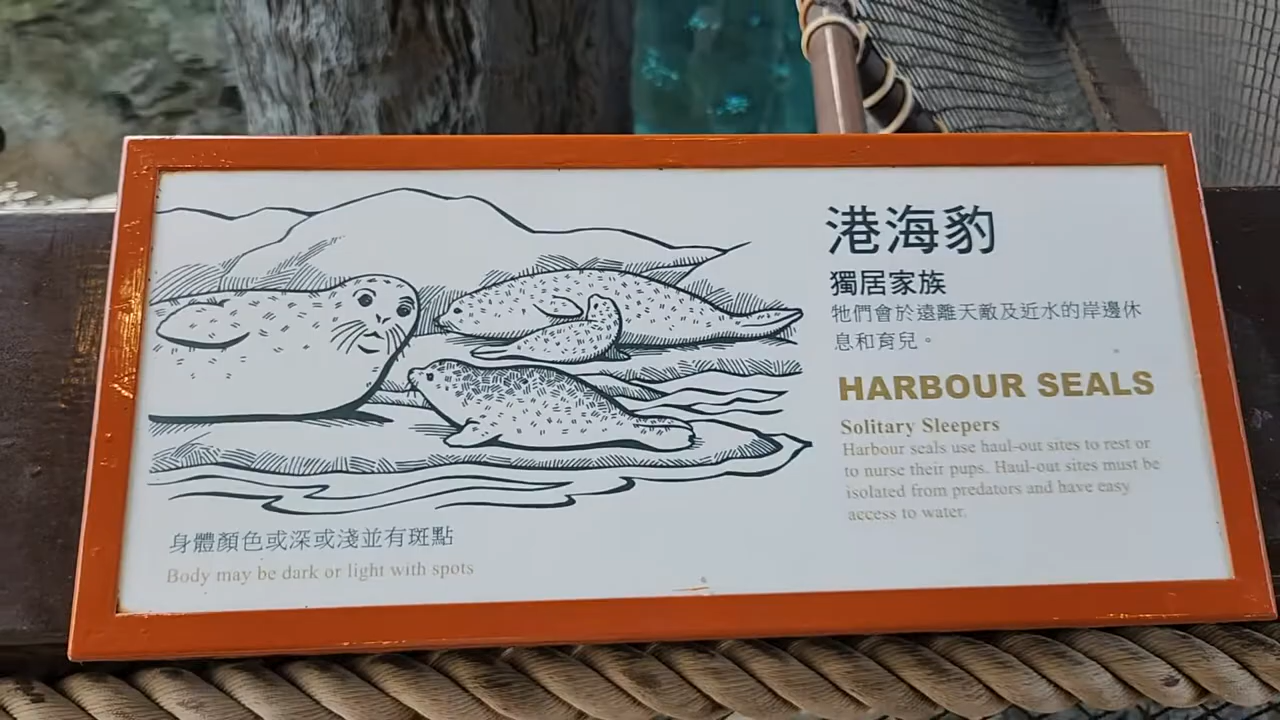 港海豹
獨居家族
牠們會於遠離天敵及近水的岸邊休
息和育兒。
HARBOUR SEALS
Solitary Sleepers
Harbour seals use haul-out sites to rest or
to nurse their pups. Haul-out sites must be
isolated from predators and have easy
access to water.
身體顏色或深或淺並有斑點
Body may be dark or light with spots